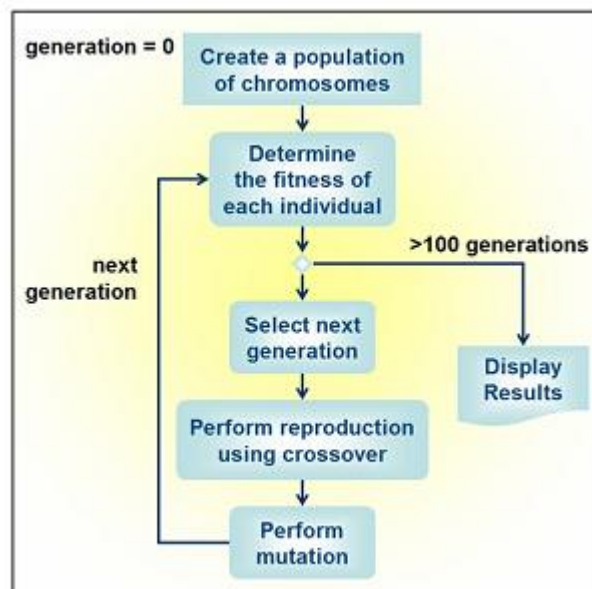 generation = 0
Create a population
of chromosomes
Determine
the fitness of
each individual
>100 generations
next
generation
Select next
generation
Display
Results
Perform reproduction
using crossover
Perform
mutation